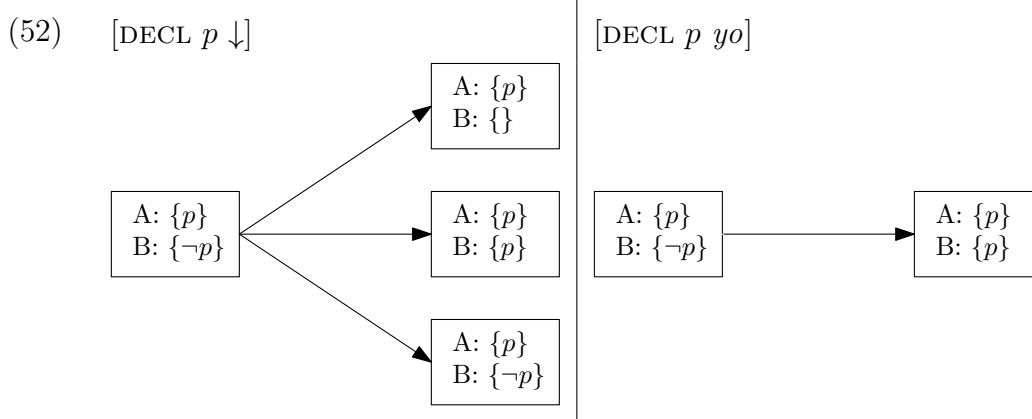 (52) [DECL p ↓] [DECL p yo]
A: {p}
B: {}
A: {p}
B: {¬p}
A: {p}
B: {p}
A: {p}
B: {¬p}
A: {p}
B: {¬p}
A: {p}
B: {p}